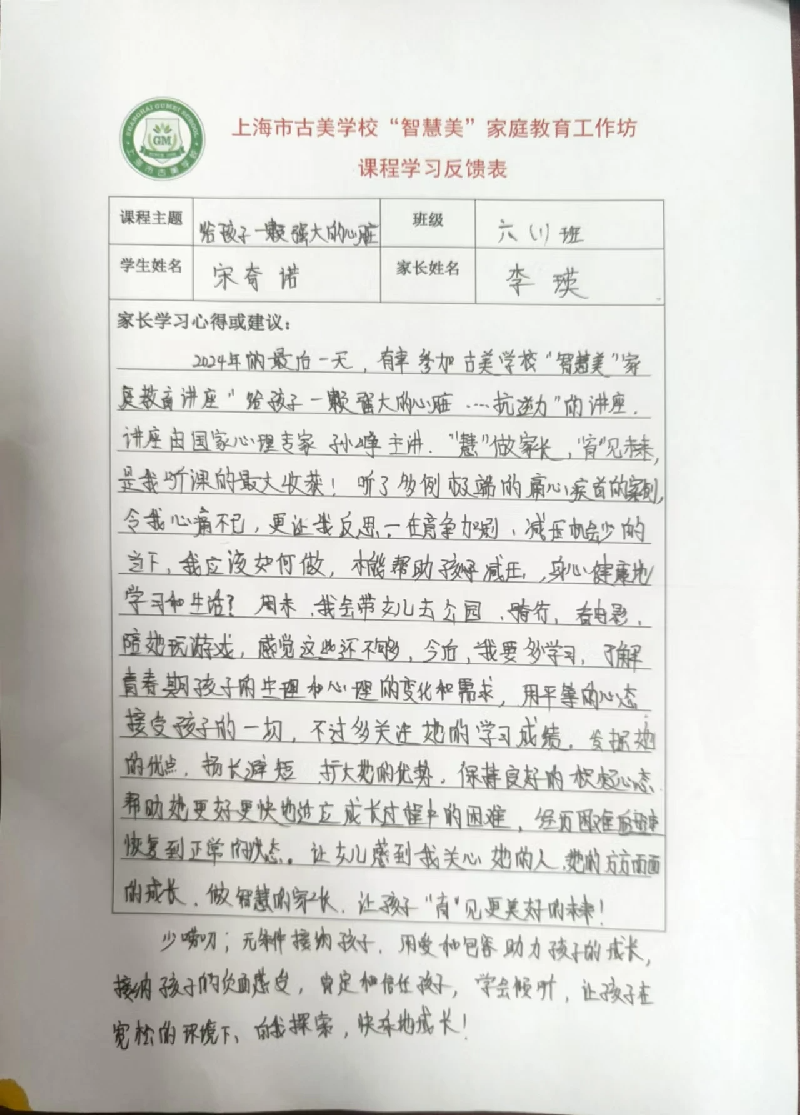 SHANGHAI GUMEI SCHOOL
GM
上海市古美学校
上海市古美学校“智慧美”家庭教育工作坊
课程学习反馈表
课程主题 给孩子一颗强大的心脏 班级 六(1)班
学生姓名 宋奇诺 家长姓名 李瑛
家长学习心得或建议：
2024年的最后一天，有幸参加古美学校“智慧美”家
庭教育讲座“给孩子一颗强大的心脏……抗逆力”的讲座.
讲座由国家心理专家孙峥主讲.“慧”做家长,“育”见未来,
是我听课的最大收获！听了多例极端的痛心疾首的案例,
令我心痛不已，更让我反思一在竞争加剧、减压机会少的
当下，我应该如何做，才能帮助孩子减压，身心健康地
学习和生活？周末，我会带女儿去公园、骑行、看电影，
陪她玩游戏，感觉这些还不够，今后，我要多学习，了解
青春期孩子的生理和心理的变化和需求，用平等的心态
接受孩子的一切，不过多关注她的学习成绩。发掘她
的优点，扬长避短 扩大她的优势，保持良好的心态
帮助她更好更快地适应成长过程中的困难，经历困难后
恢复到正常的状态。让女儿感到我关心她的人,她的方方面面
的成长，做智慧的家长，让孩子“育”见更美好的未来！
少唠叨；无条件接纳孩子，用爱和包容助力孩子的成长，
接纳孩子的负面感受，肯定和信任孩子，学会倾听，让孩子在
宽松的环境下、自我探索，快乐地成长！